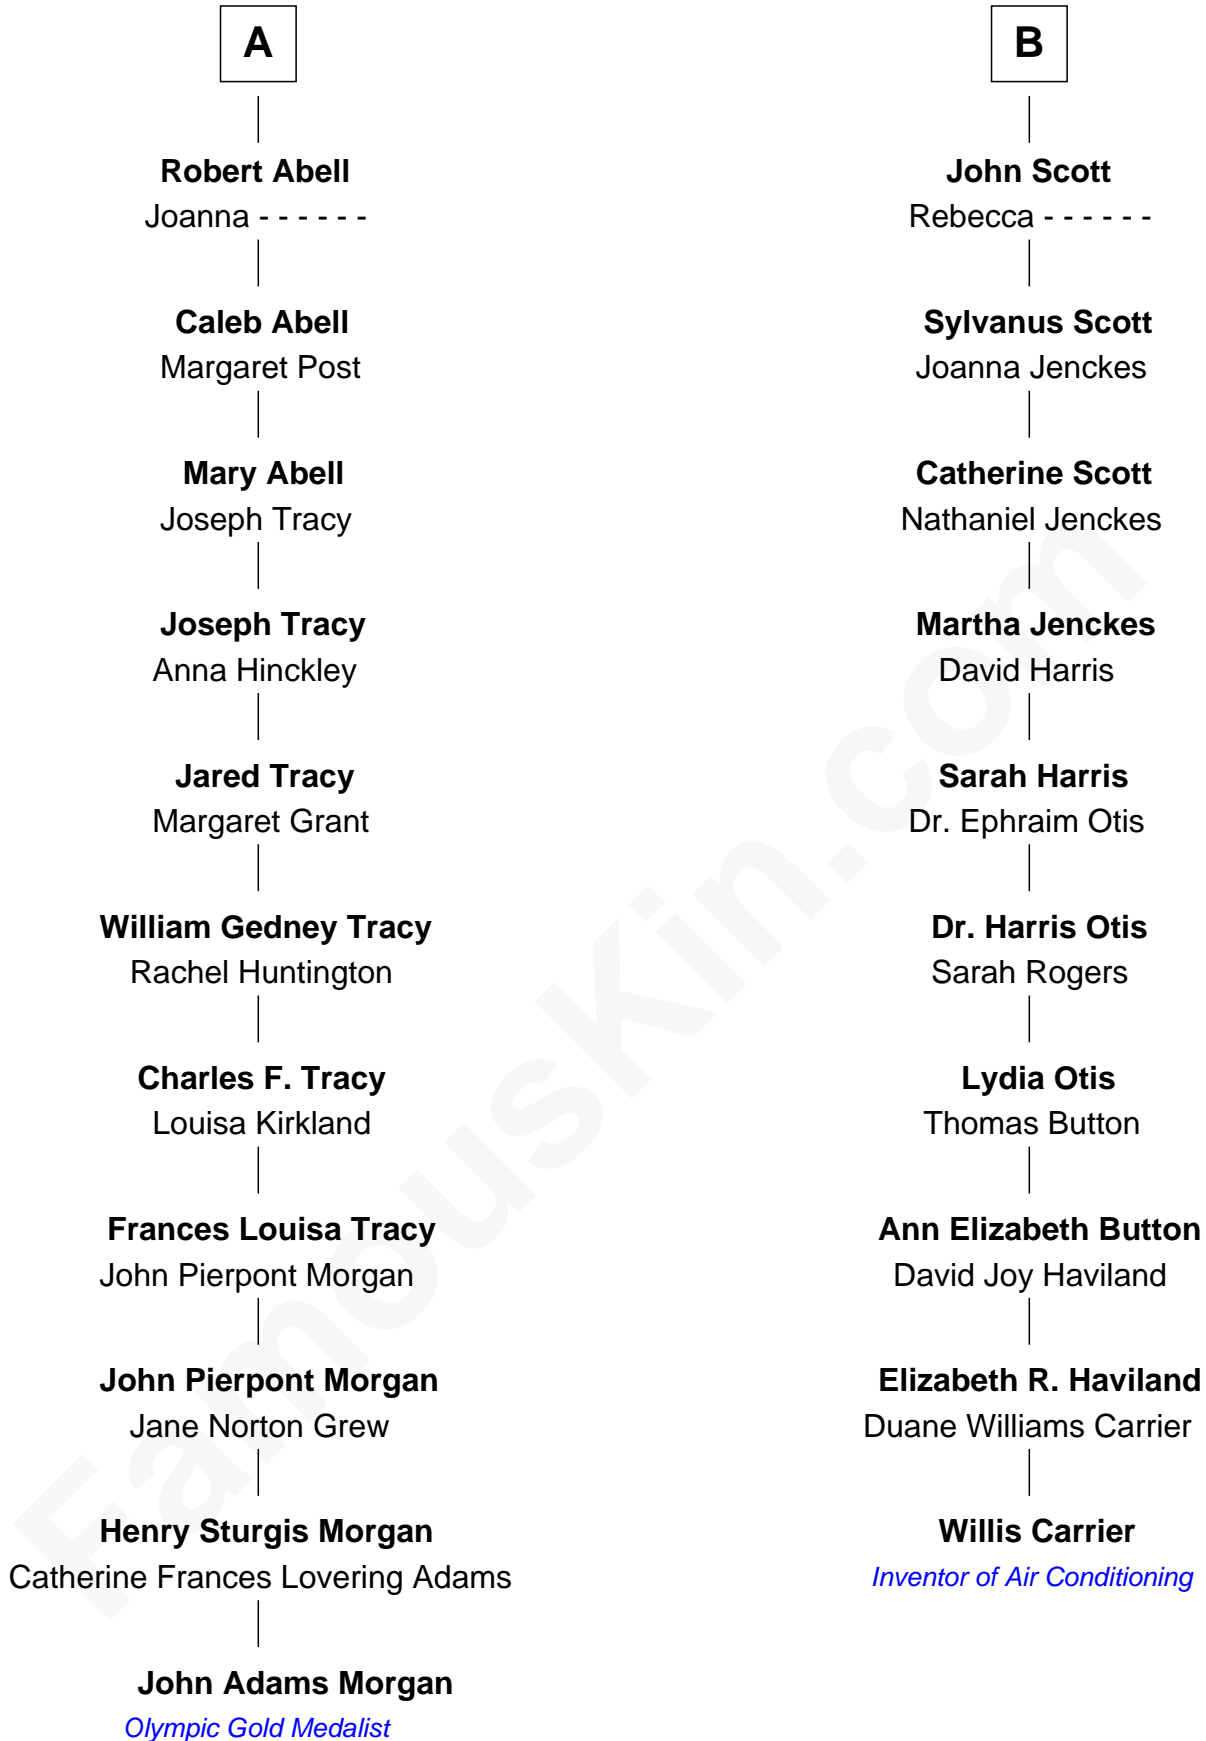 A
Robert Abell
Joanna - - - - - -
Caleb Abell
Margaret Post
Mary Abell
Joseph Tracy
Joseph Tracy
Anna Hinckley
Jared Tracy
Margaret Grant
William Gedney Tracy
Rachel Huntington
Charles F. Tracy
Louisa Kirkland
Frances Louisa Tracy
John Pierpont Morgan
John Pierpont Morgan
Jane Norton Grew
Henry Sturgis Morgan
Catherine Frances Lovering Adams
John Adams Morgan
Olympic Gold Medalist
B
John Scott
Rebecca - - - - - -
Sylvanus Scott
Joanna Jenckes
Catherine Scott
Nathaniel Jenckes
Martha Jenckes
David Harris
Sarah Harris
Dr. Ephraim Otis
Dr. Harris Otis
Sarah Rogers
Lydia Otis
Thomas Button
Ann Elizabeth Button
David Joy Haviland
Elizabeth R. Haviland
Duane Williams Carrier
Willis Carrier
Inventor of Air Conditioning
FamousKin.com